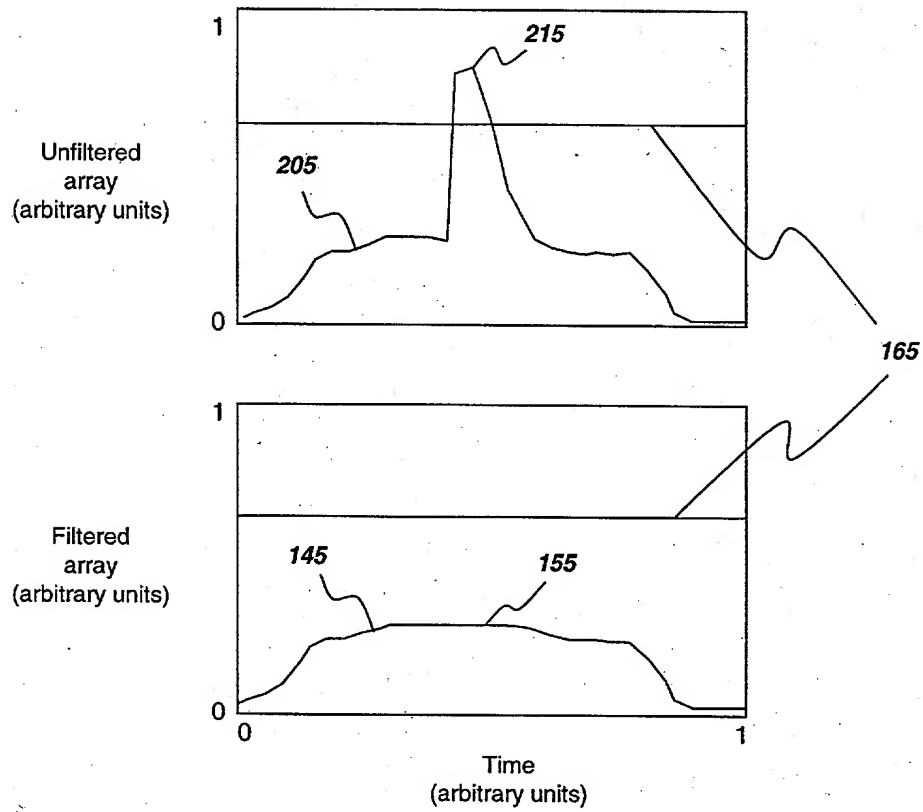 1
215
Unfiltered
array
(arbitrary units)
205
0
165
1
Filtered
array
(arbitrary units)
145
155
0
0
1
Time
(arbitrary units)